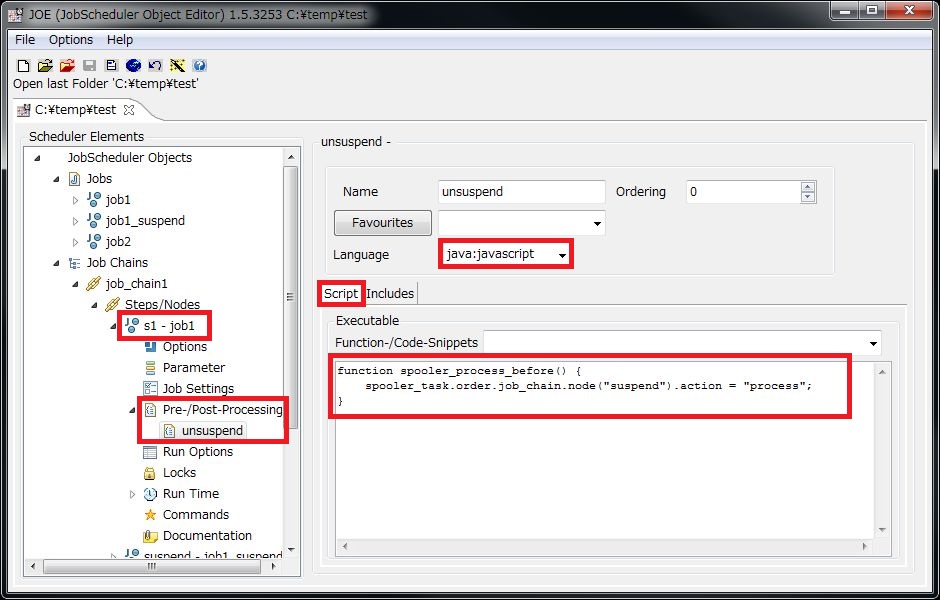 JOE (JobScheduler Object Editor) 1.5.3253 C:¥temp¥test
File Options Help
Open last Folder 'C:¥temp¥test'
C:¥temp¥test
Scheduler Elements
JobScheduler Objects
Jobs
job1
job1_suspend
job2
Job Chains
job_chain1
Steps/Nodes
s1 - job1
Options
Parameter
Job Settings
Pre-/Post-Processing
unsuspend
Run Options
Locks
Run Time
Commands
Documentation
suspend - job1_suspend
unsuspend -
Name unsuspend Ordering 0
Favourites
Language java:javascript
Script Includes
Executable
Function-/Code-Snippets
function spooler_process_before() {
spooler_task.order.job_chain.node("suspend").action = "process";
}